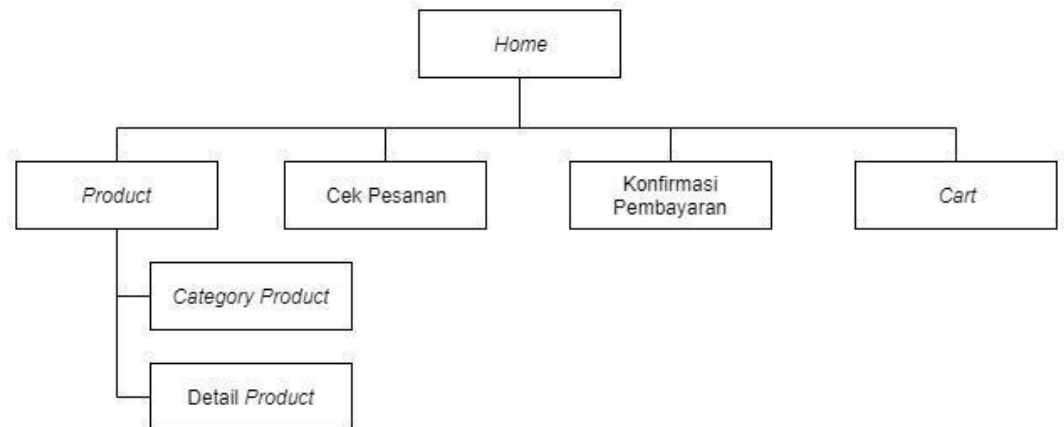 Home
Product
Cek Pesanan
Konfirmasi
Pembayaran
Cart
Category Product
Detail Product